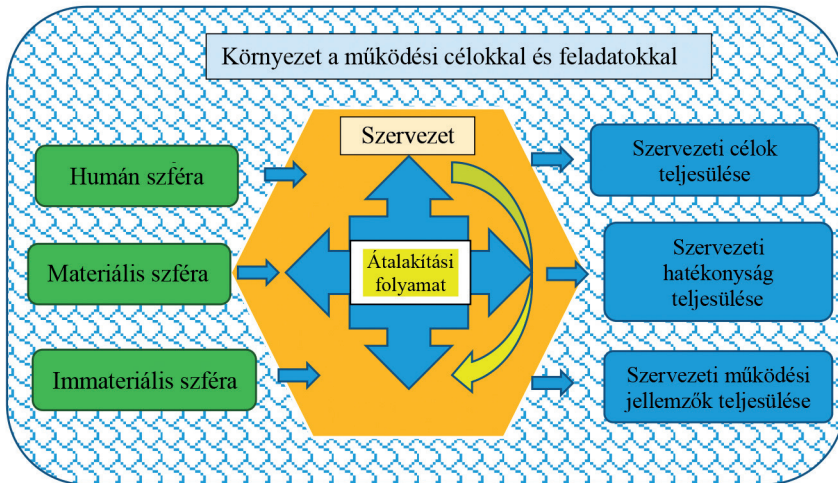 Környezet a működési célokkal és feladatokkal
Szervezet
Humán szféra
Materiális szféra
Immateriális szféra
Átalakítási
folyamat
Szervezeti célok
teljesülése
Szervezeti
hatékonyság
teljesülése
Szervezeti működési
jellemzők teljesülése